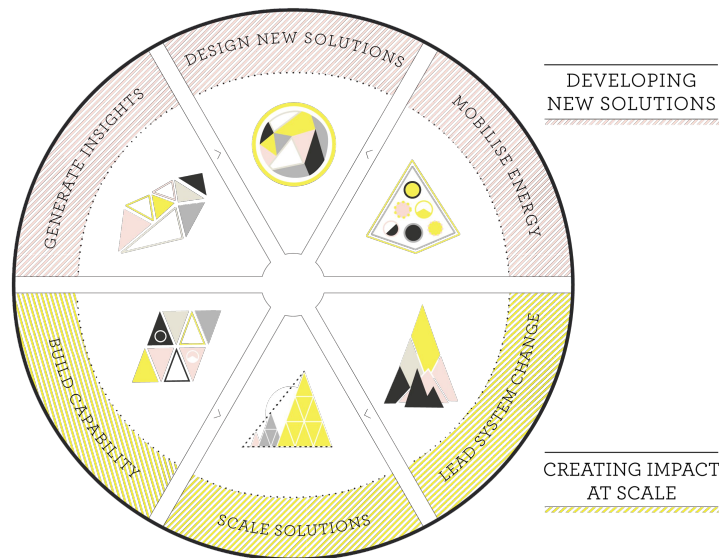 DESIGN NEW SOLUTIONS
GENERATE INSIGHTS
MOBILISE ENERGY
DEVELOPING
NEW SOLUTIONS
BUILD CAPABILITY
SCALE SOLUTIONS
LEAD SYSTEM CHANGE
CREATING IMPACT
AT SCALE